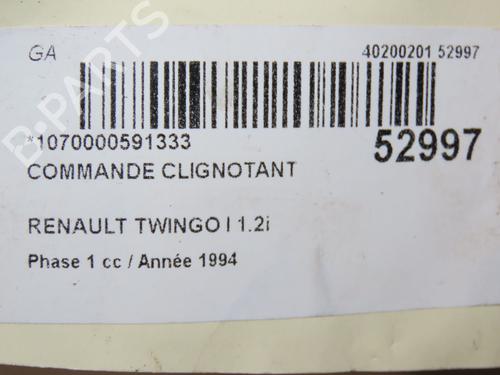 GA
40200201 52997
*1070000591333
52997
COMMANDE CLIGNOTANT
RENAULT TWINGO I 1.2i
Phase 1 cc / Année 1994
B-PARTS